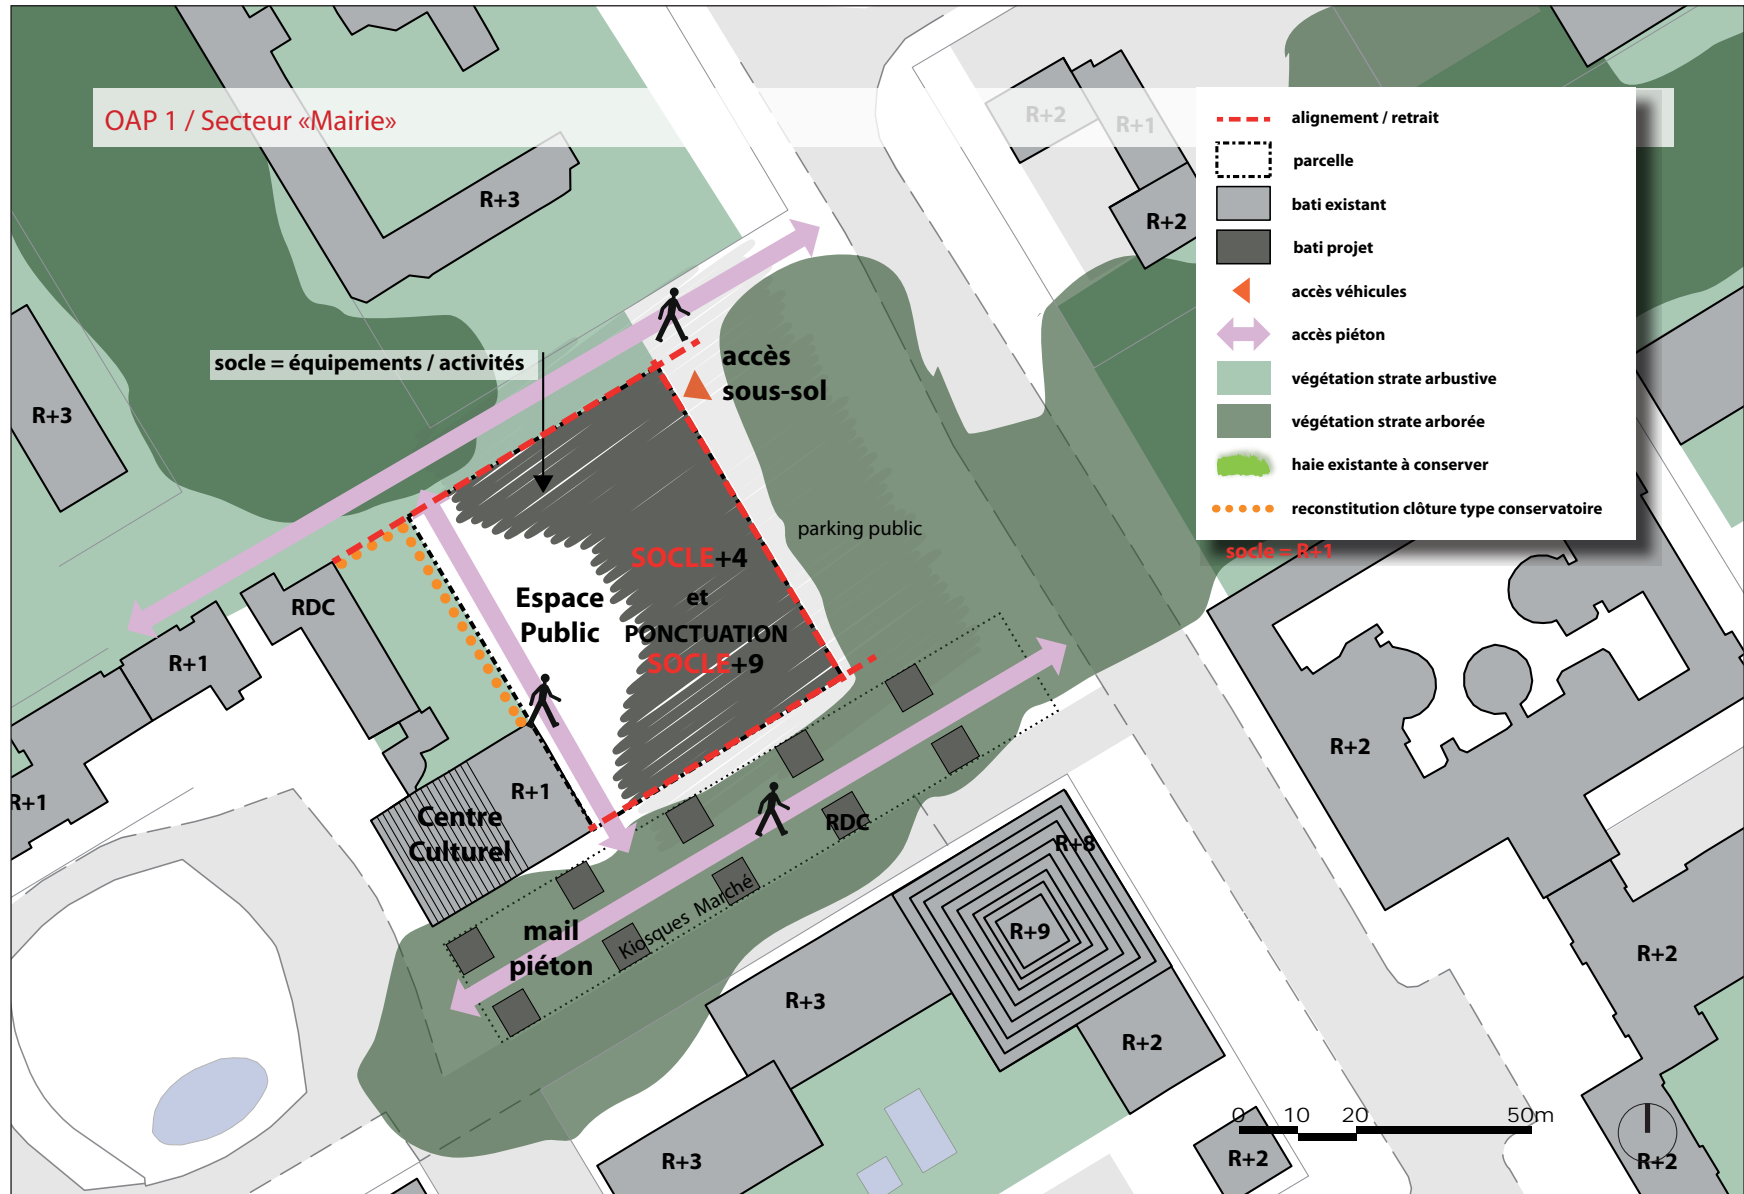 OAP 1 / Secteur «Mairie»
R+2
R+1
R+2
R+3
R+3
alignement / retrait
parcelle
bati existant
bati projet
accès véhicules
accès piéton
végétation strate arbustive
végétation strate arborée
haie existante à conserver
reconstitution clôture type conservatoire
socle = R+1
socle = équipements / activités
accès
sous-sol
parking public
SOCLE+4
et
PONCTUATION
SOCLE+9
Espace
Public
RDC
R+1
R+1
R+1
Centre
Culturel
RDC
mail
piéton
Kiosques Marché
R+8
R+9
R+3
R+2
R+3
R+2
R+2
R+2
R+2
0 10 20 50m